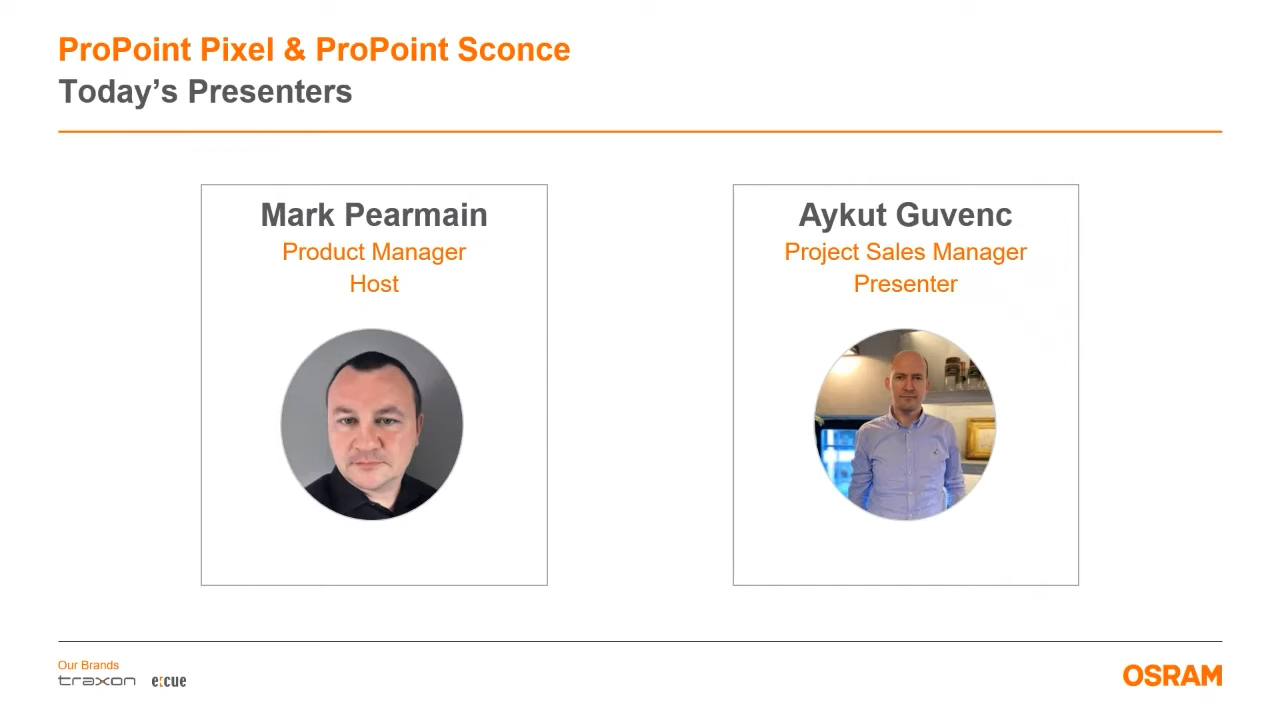 ProPoint Pixel & ProPoint Sconce
Today's Presenters
Mark Pearmain
Product Manager
Host
Aykut Guvenc
Project Sales Manager
Presenter
Our Brands
traxon e:cue
OSRAM